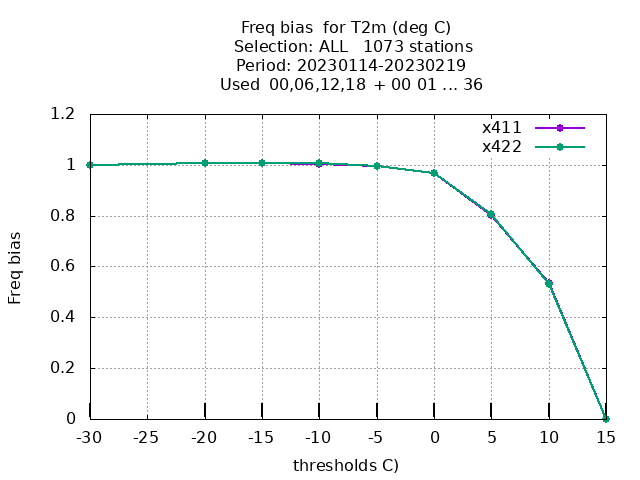 Freq bias  for T2m (deg C)
Selection: ALL   1073 stations
Period: 20230114-20230219
Used  00,06,12,18  + 00 01 ... 36
x411
x422
1.2
1
0.8
0.6
0.4
0.2
0
Freq bias
-30 -25 -20 -15 -10 -5 0 5 10 15
thresholds C)